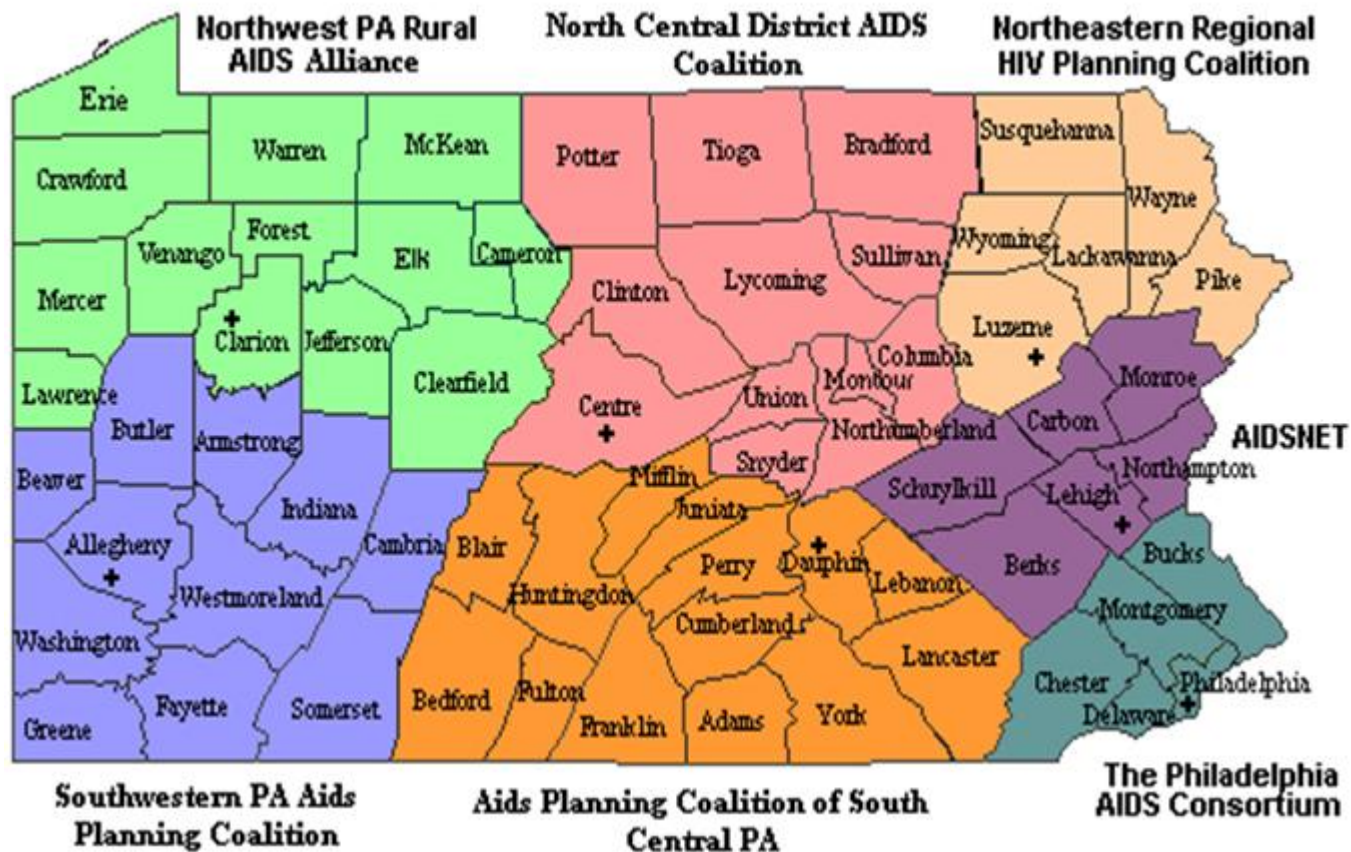 Northwest PA Rural
AIDS Alliance
North Central District AIDS
Coalition
Northeastern Regional
HIV Planning Coalition
Erie
Warren
McKean
Potter
Tioga
Bradford
Susquehanna
Crawford
Wayne
Venango
Forest
Elk
Cameron
Sullivan
Wyoming
Lackawanna
Mercer
Clinton
Lycoming
Pike
Clarion
Jefferson
Luzerne
Columbia
Lawrence
Clearfield
Montour
Monroe
Butler
Armstrong
Centre
Union
Northumberland
Carbon
AIDSNET
Beaver
Indiana
Mifflin
Snyder
Schuylkill
Lehigh
Northampton
Allegheny
Cambria
Blair
Juniata
Perry
Dauphin
Lebanon
Berks
Bucks
Westmoreland
Huntingdon
Cumberlands
Montgomery
Washington
Lancaster
Greene
Fayette
Somerset
Bedford
Fulton
Franklin
Adams
York
Chester
Delaware
Philadelphia
Southwestern PA Aids
Planning Coalition
Aids Planning Coalition of South
Central PA
The Philadelphia
AIDS Consortium